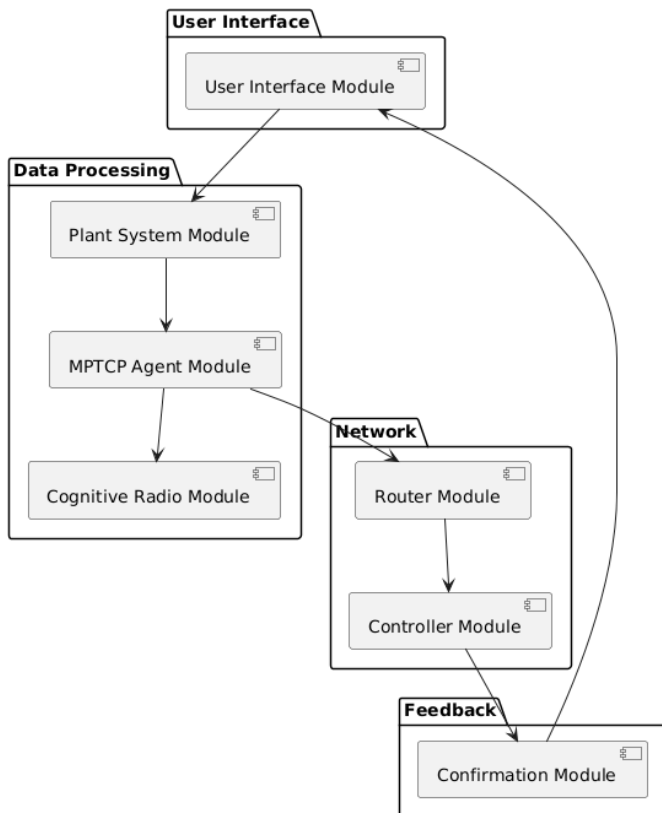 User Interface
User Interface Module
Data Processing
Plant System Module
MPTCP Agent Module
Cognitive Radio Module
Network
Router Module
Controller Module
Feedback
Confirmation Module